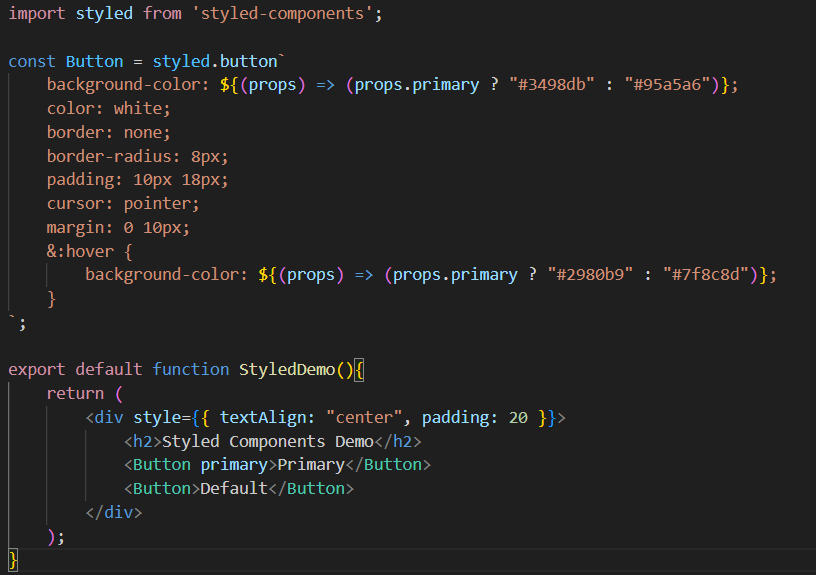 import styled from 'styled-components';
const Button = styled.button`
    background-color: ${(props) => (props.primary ? "#3498db" : "#95a5a6")};
    color: white;
    border: none;
    border-radius: 8px;
    padding: 10px 18px;
    cursor: pointer;
    margin: 0 10px;
    &:hover {
        background-color: ${(props) => (props.primary ? "#2980b9" : "#7f8c8d")};
    }
`;
export default function StyledDemo(){
    return (
        <div style={{ textAlign: "center", padding: 20 }}>
            <h2>Styled Components Demo</h2>
            <Button primary>Primary</Button>
            <Button>Default</Button>
        </div>
    );
}